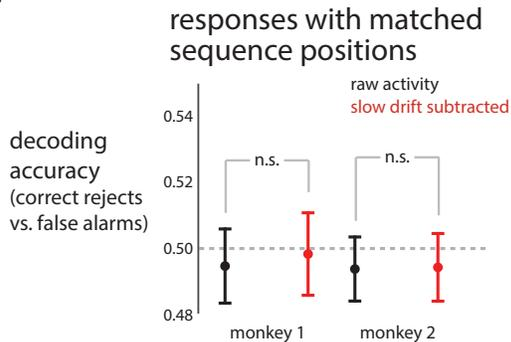 responses with matched
sequence positions
raw activity
slow drift subtracted
decoding
accuracy
(correct rejects
vs. false alarms)
0.54
0.52
0.50
0.48
n.s.
n.s.
monkey 1
monkey 2